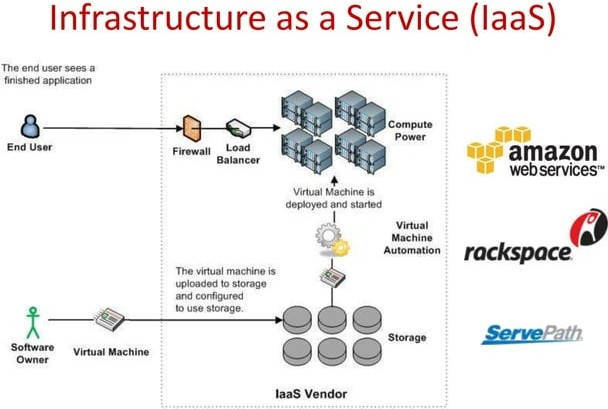 Infrastructure as a Service (IaaS)
The end user sees a
finished application
End User
Firewall
Load
Balancer
Compute
Power
Virtual Machine is
deployed and started
Virtual
Machine
Automation
The virtual machine is
uploaded to storage
and configured
to use storage.
Software
Owner
Virtual Machine
Storage
IaaS Vendor
amazon
webservices™
rackspace
ServePath